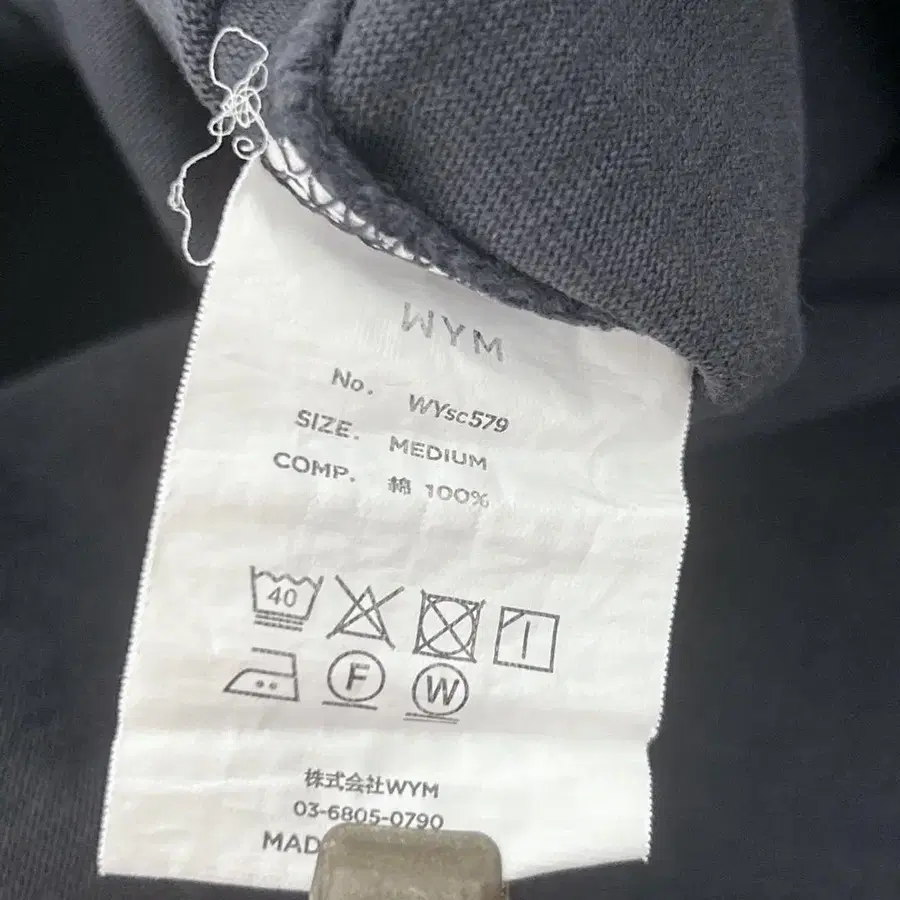 WYM
No. WYsc579
SIZE. MEDIUM
COMP. 綿 100%
40
F
W
株式会社WYM
03-6805-0790
MAD